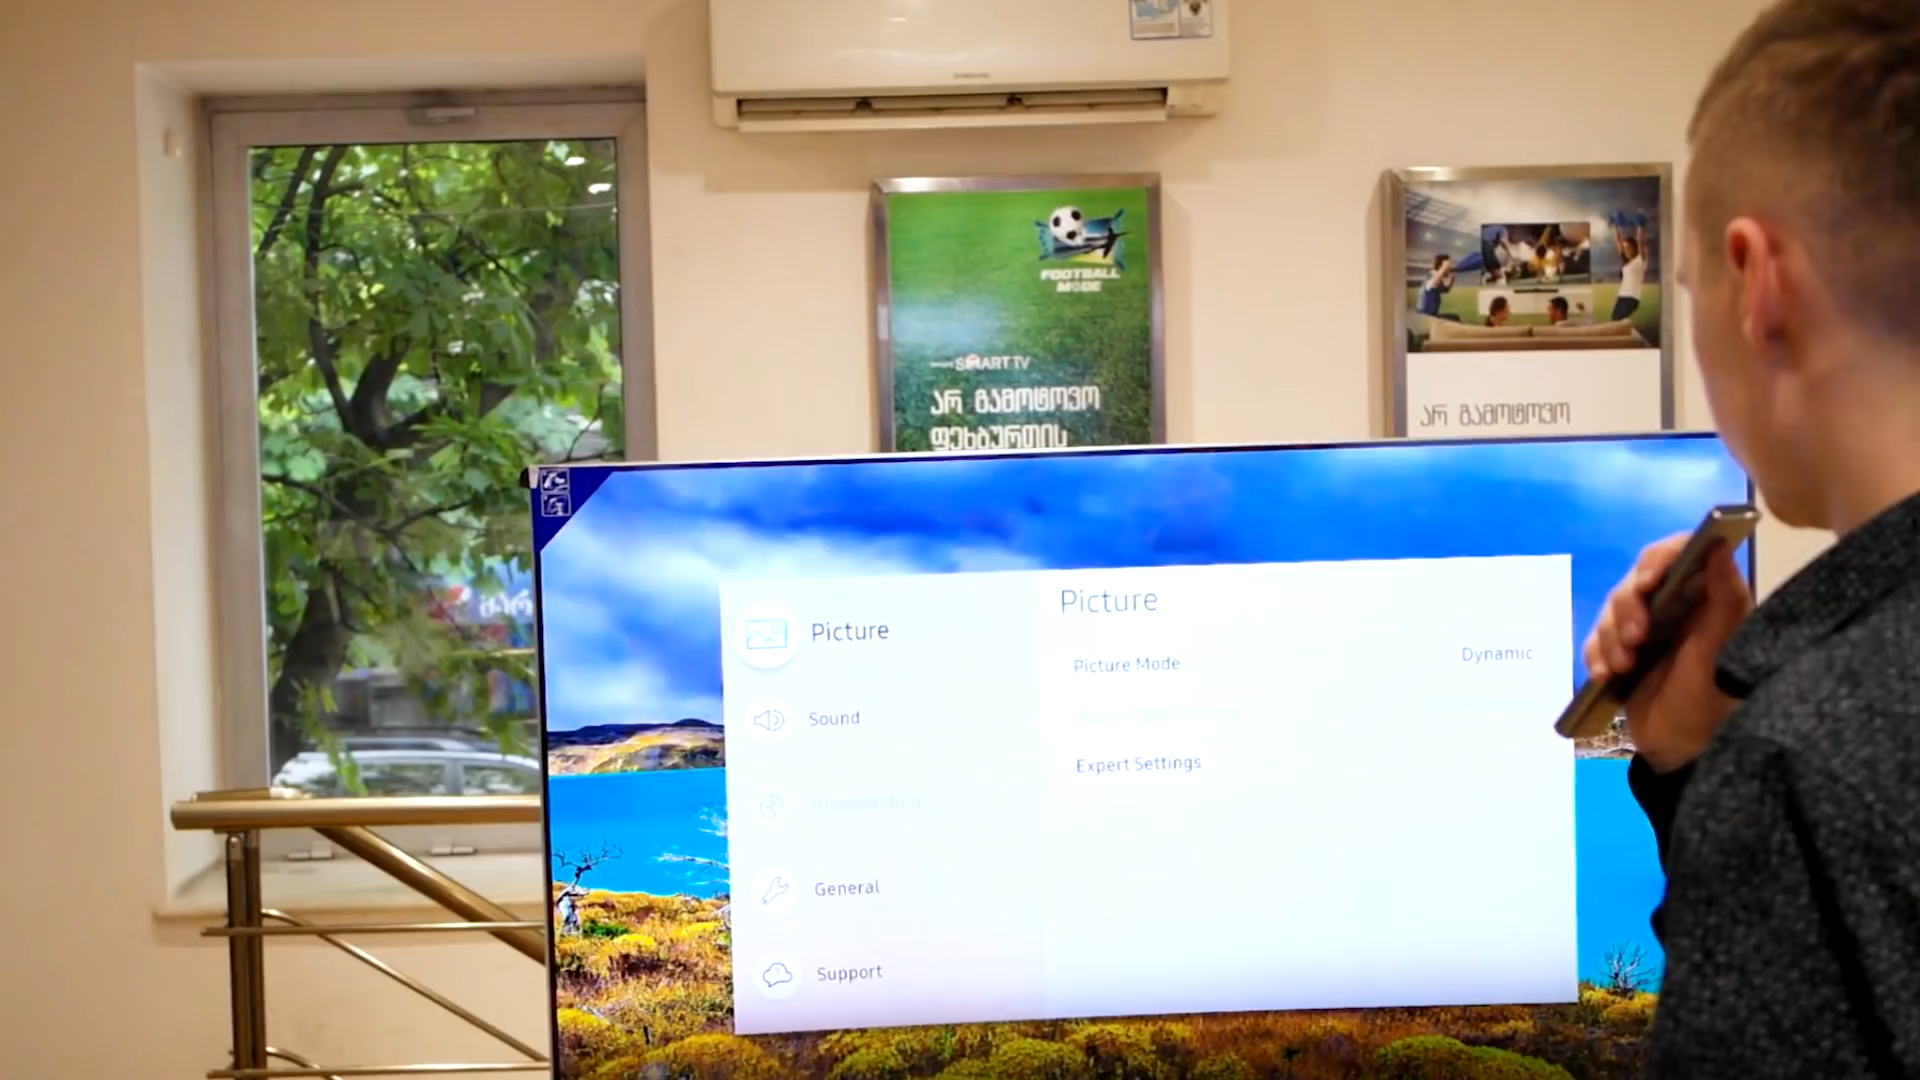 FOOTBALL
MODE
SMART TV
არ გამოტოვო
ფეხბურთის
არ გამოტოვო
Picture
Sound
Broadcasting
General
Support
Picture
Picture Mode
Dynamic
Expert Settings